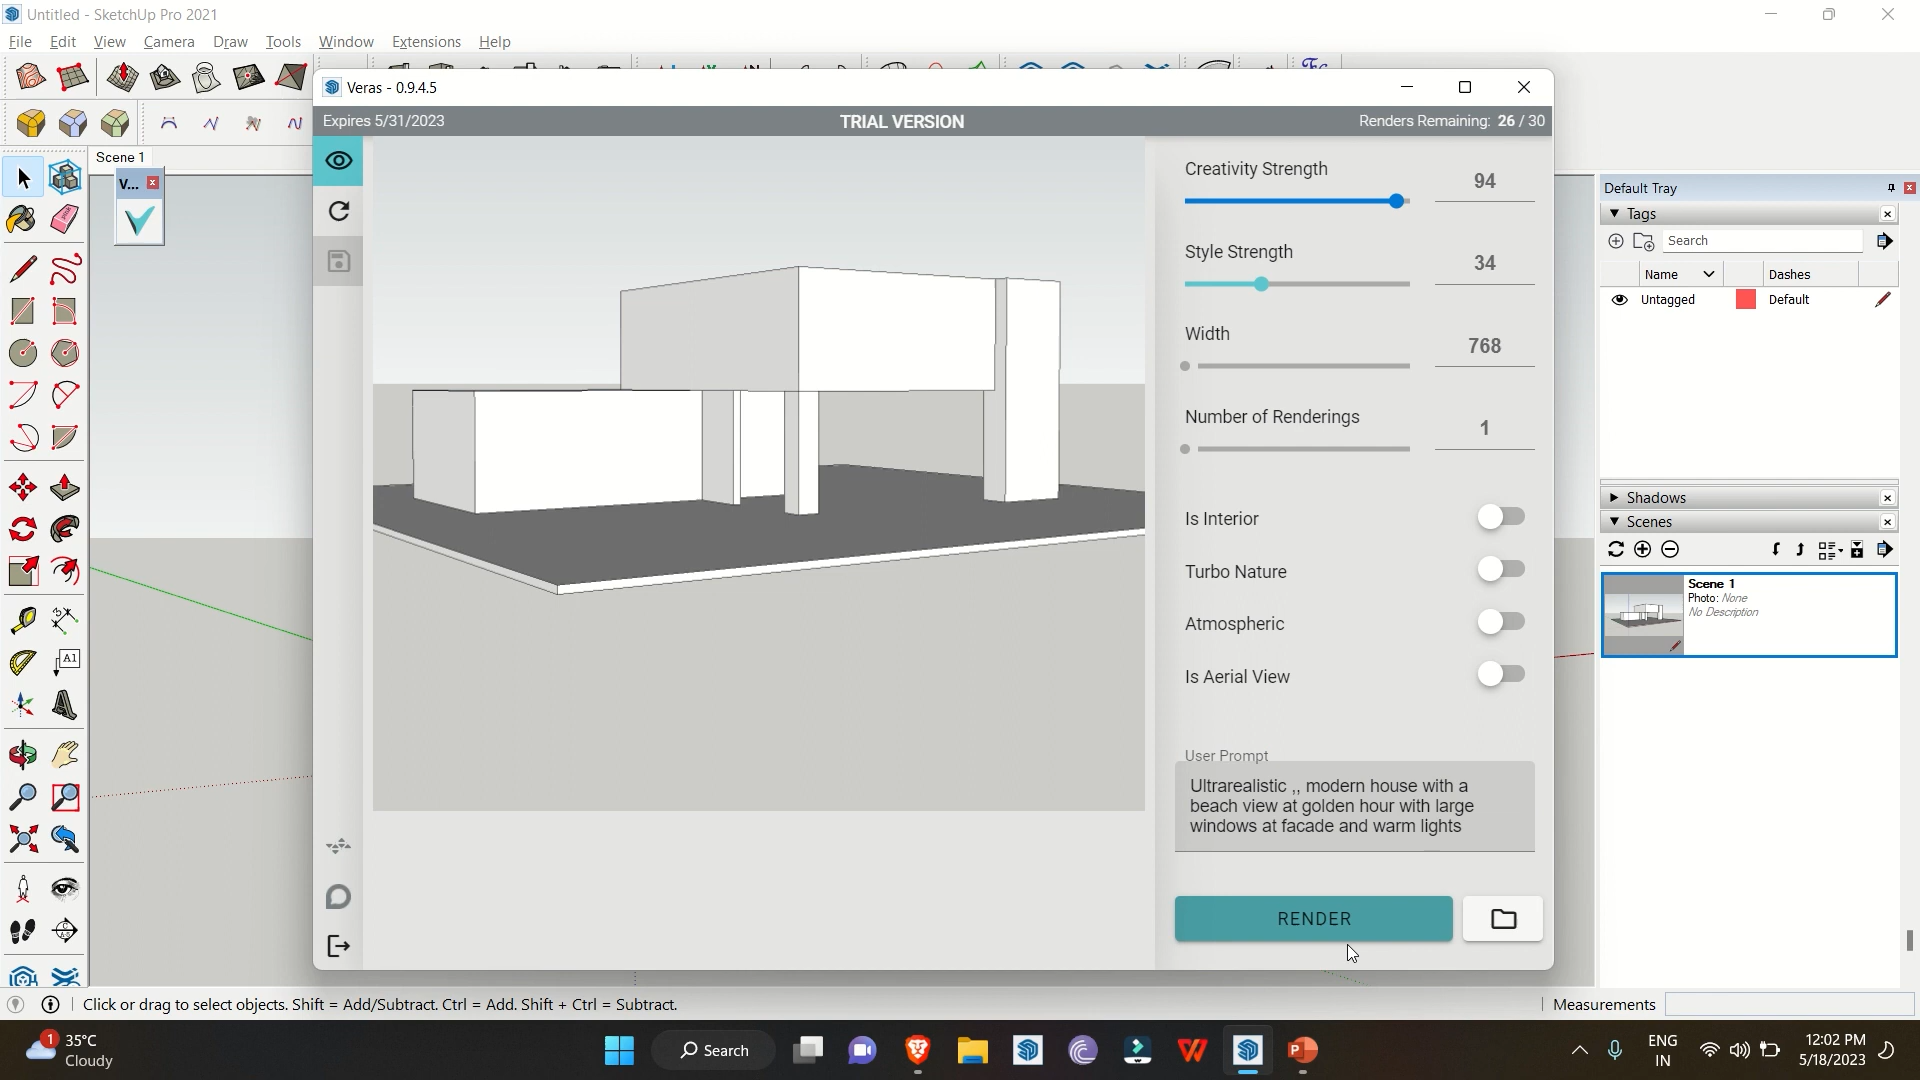 Untitled - SketchUp Pro 2021
File Edit View Camera Draw Tools Window Extensions Help
Veras - 0.9.4.5
Expires 5/31/2023 TRIAL VERSION Renders Remaining: 26 / 30
Scene 1
V...
Creativity Strength 94
Style Strength 34
Width 768
Number of Renderings 1
Is Interior
Turbo Nature
Atmospheric
Is Aerial View
User Prompt
Ultrarealistic ,, modern house with a
beach view at golden hour with large
windows at facade and warm lights
RENDER
Default Tray
Tags
Search
Name Dashes
Untagged Default
Shadows
Scenes
Scene 1
Photo: None
No Description
A1
Click or drag to select objects. Shift = Add/Subtract. Ctrl = Add. Shift + Ctrl = Subtract.
Measurements
1
35°C
Cloudy
Search
ENG
IN
12:02 PM
5/18/2023